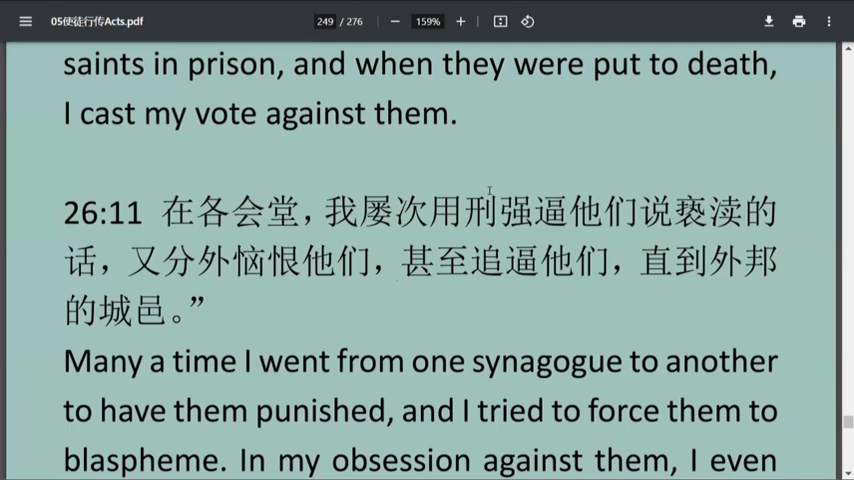 05使徒行传Acts.pdf
249 / 276
159%
saints in prison, and when they were put to death,
I cast my vote against them.
26:11 在各会堂，我屡次用刑强逼他们说亵渎的
话，又分外恼恨他们，甚至追逼他们，直到外邦
的城邑。”
Many a time I went from one synagogue to another
to have them punished, and I tried to force them to
blaspheme. In my obsession against them, I even